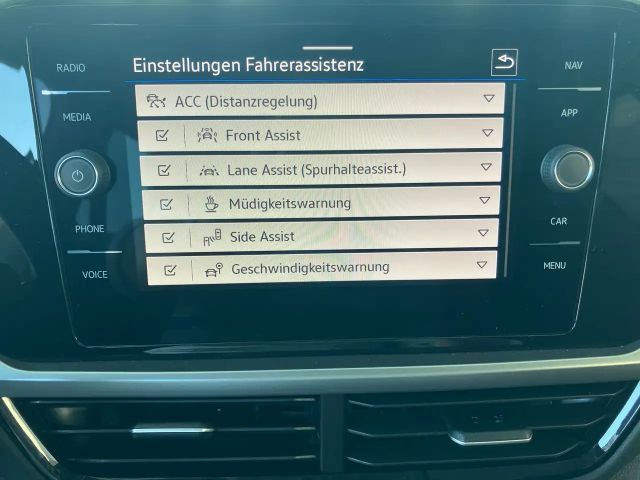 Einstellungen Fahrerassistenz
RADIO
MEDIA
PHONE
VOICE
ACC (Distanzregelung)
Front Assist
Lane Assist (Spurhalteassist.)
Müdigkeitswarnung
Side Assist
Geschwindigkeitswarnung
NAV
APP
CAR
MENU